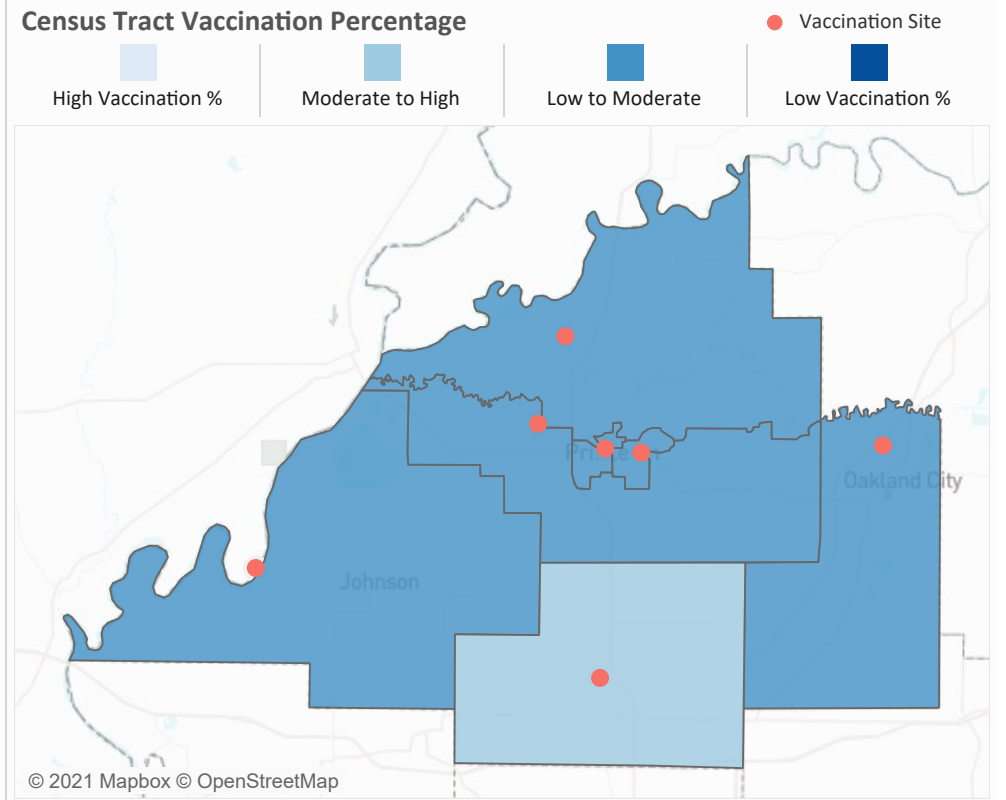 Census Tract Vaccination Percentage
Vaccination Site
High Vaccination %
Moderate to High
Low to Moderate
Low Vaccination %
Oakland City
Johnson
© 2021 Mapbox © OpenStreetMap